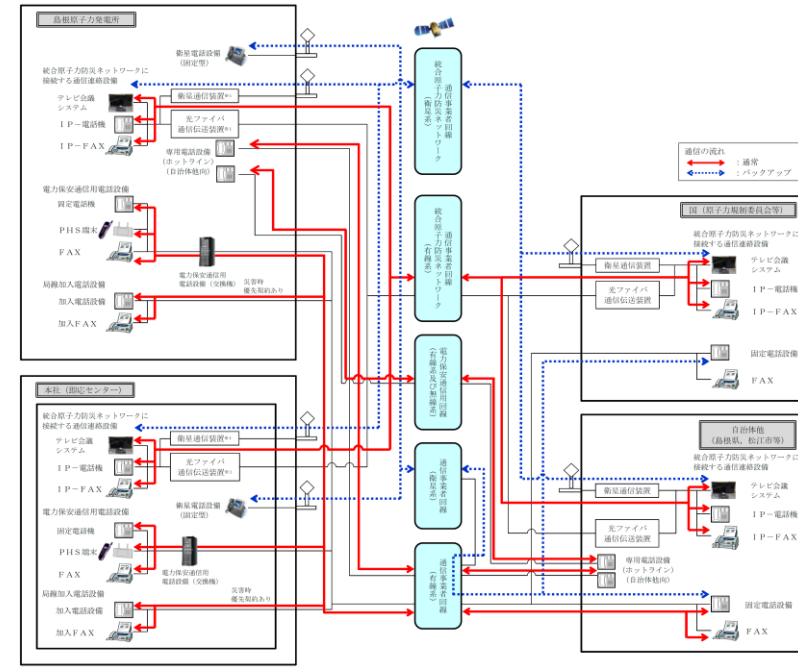 島根原子力発電所
衛星電話設備
(固定型)
統合原子力防災ネットワークに
接続する通信連絡設備
テレビ会議
システム
IP-電話機
IP-FAX
衛星通信装置※1
光ファイバ
通信伝送装置※1
専用電話設備
(ホットライン)
(自治体他向)
電力保安通信用電話設備
固定電話機
PHS端末
FAX
電力保安通信用
電話設備(交換機)
局線加入電話設備
加入電話設備
加入FAX
災害時
優先契約あり
本社(即応センター)
統合原子力防災ネットワークに
接続する通信連絡設備
テレビ会議
システム
IP-電話機
IP-FAX
衛星通信装置※1
光ファイバ
通信伝送装置※1
衛星電話設備
(固定型)
電力保安通信用電話設備
固定電話機
PHS端末
FAX
電力保安通信用
電話設備(交換機)
局線加入電話設備
加入電話設備
加入FAX
災害時
優先契約あり
通信事業者回線
統合原子力防災ネットワーク
(衛星系)
通信事業者回線
統合原子力防災ネットワーク
(有線系)
電力保安通信用回線
(有線系及び無線系)
通信事業者回線
(衛星系)
通信事業者回線
(有線系)
通信の流れ
:通常
:バックアップ
国(原子力規制委員会等)
統合原子力防災ネットワークに
接続する通信連絡設備
衛星通信装置
光ファイバ
通信伝送装置
テレビ会議
システム
IP-電話機
IP-FAX
固定電話設備
FAX
自治体他
(島根県,松江市等)
統合原子力防災ネットワークに
接続する通信連絡設備
衛星通信装置
光ファイバ
通信伝送装置
テレビ会議
システム
IP-電話機
IP-FAX
専用電話設備
(ホットライン)
(自治体他向)
固定電話設備
FAX